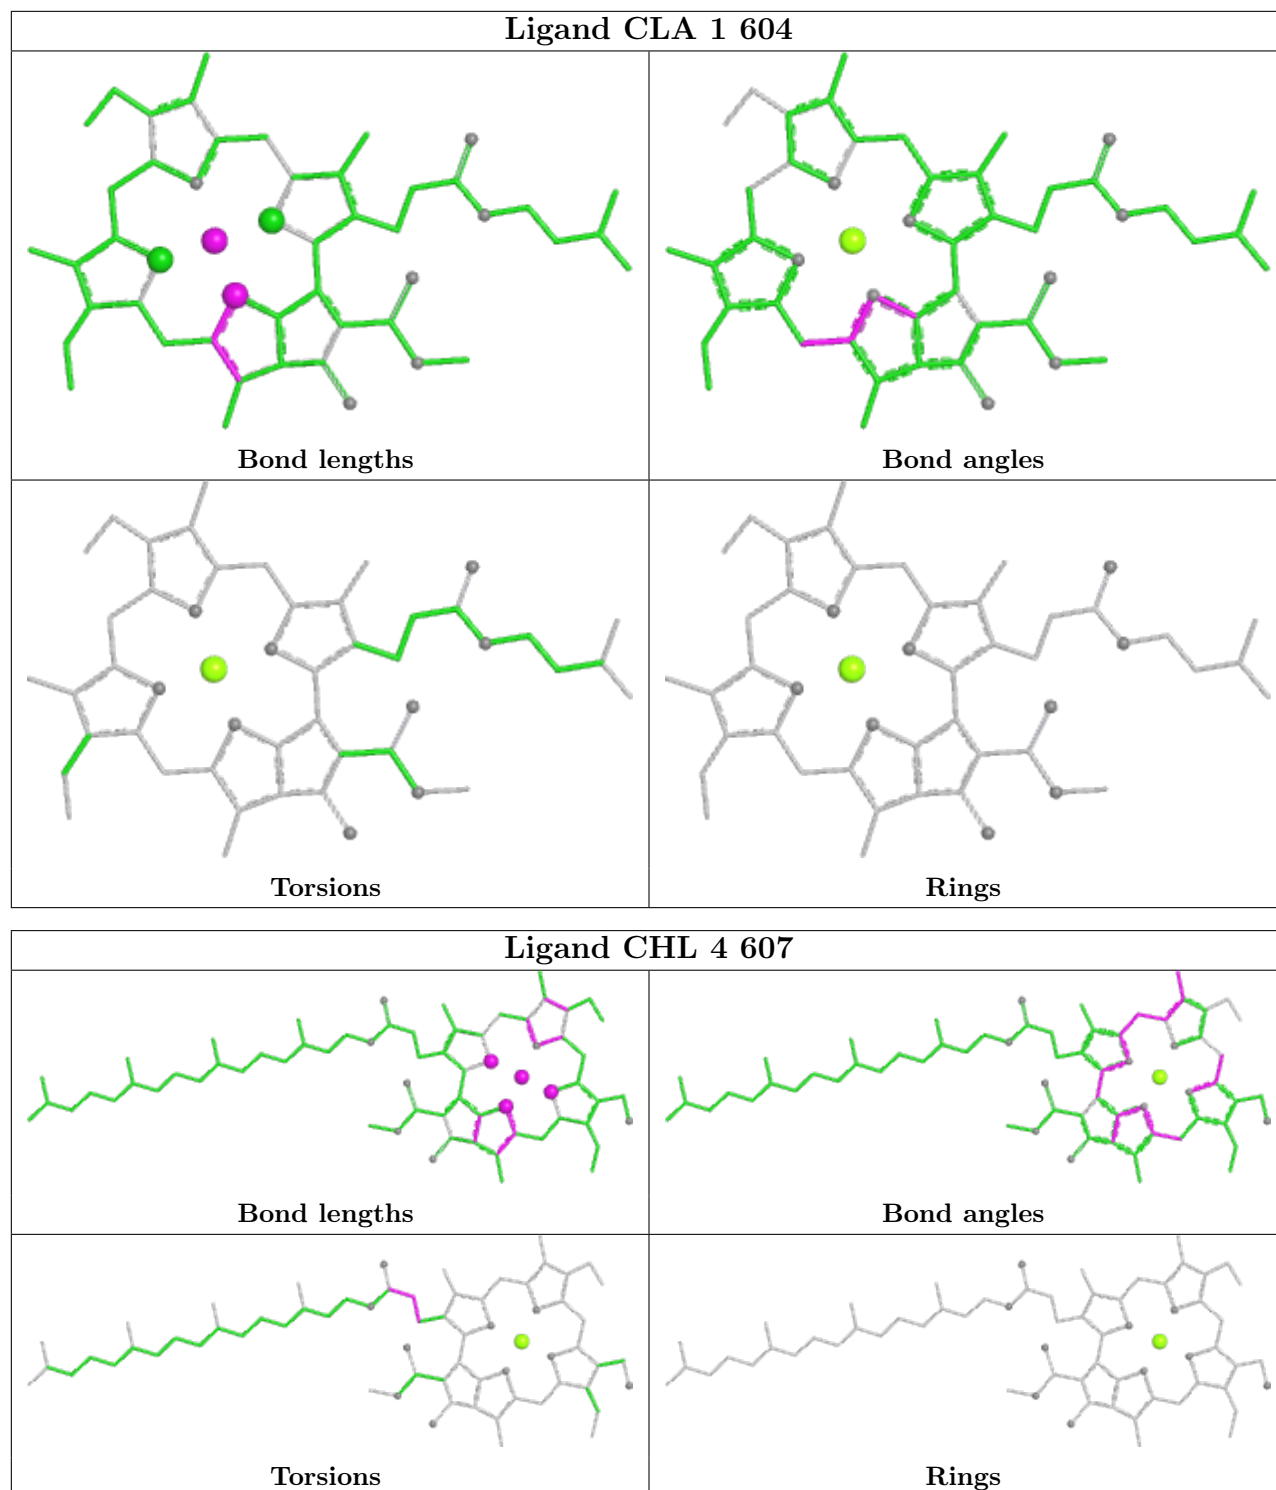 Ligand CLA 1 604
Bond lengths
Bond angles
Torsions
Rings
Ligand CHL 4 607
Bond lengths
Bond angles
Torsions
Rings